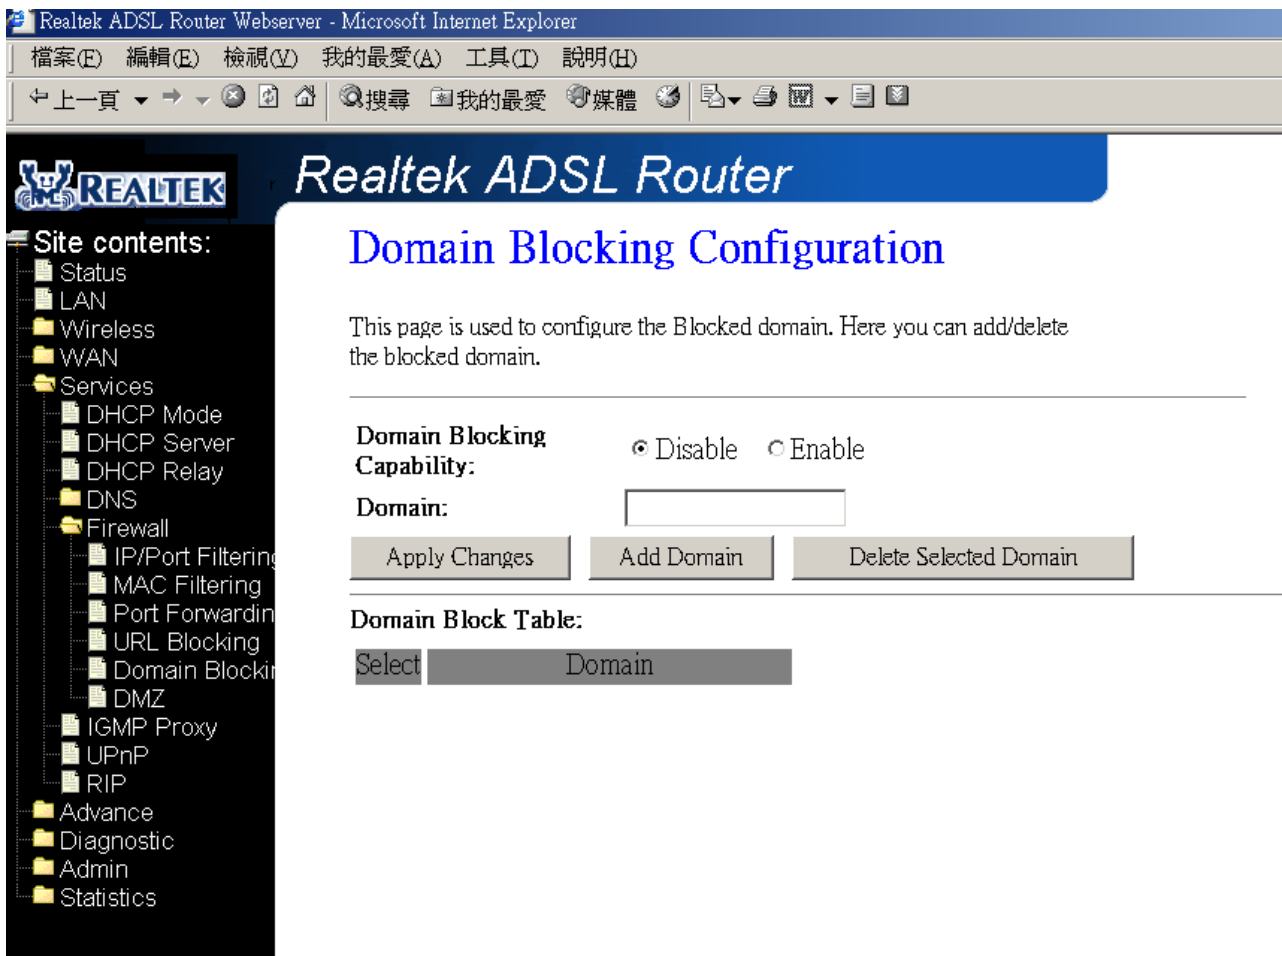 Realtek ADSL Router Webserver - Microsoft Internet Explorer
檔案(F) 編輯(E) 檢視(V) 我的最愛(A) 工具(T) 說明(H)
上一頁 搜尋 我的最愛 媒體
REALTEK
Realtek ADSL Router
Site contents:
Status
LAN
Wireless
WAN
Services
DHCP Mode
DHCP Server
DHCP Relay
DNS
Firewall
IP/Port Filtering
MAC Filtering
Port Forwardin
URL Blocking
Domain Blockin
DMZ
IGMP Proxy
UPnP
RIP
Advance
Diagnostic
Admin
Statistics
Domain Blocking Configuration
This page is used to configure the Blocked domain. Here you can add/delete
the blocked domain.
Domain Blocking
Capability:
Disable Enable
Domain:
Apply Changes Add Domain Delete Selected Domain
Domain Block Table:
Select Domain